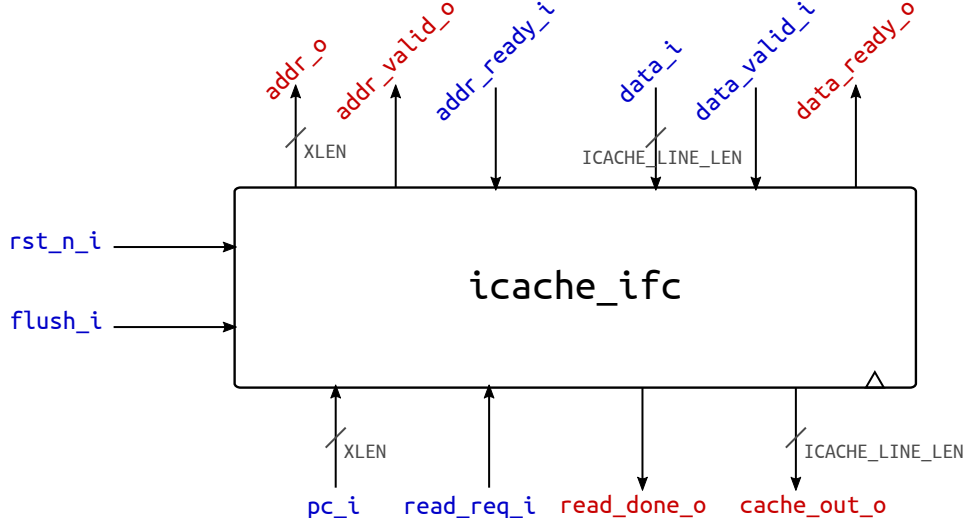 addr_o
addr_valid_o
addr_ready_i
data_i
data_valid_i
data_ready_o
XLEN
ICACHE_LINE_LEN
rst_n_i
icache_ifc
flush_i
XLEN
ICACHE_LINE_LEN
pc_i
read_req_i
read_done_o
cache_out_o